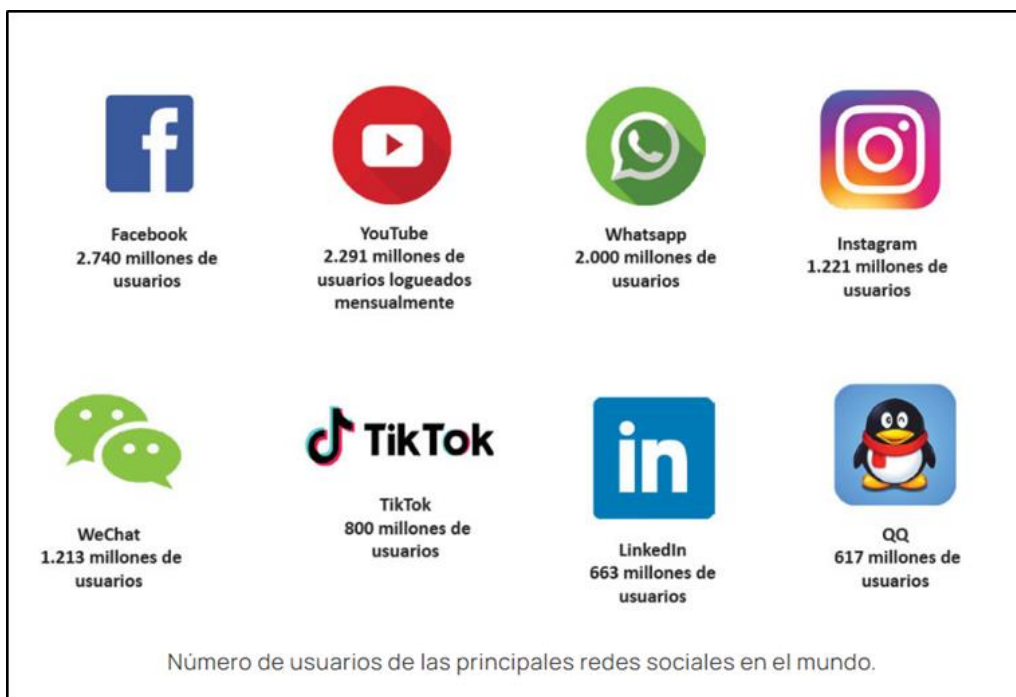 f
in
TikTok
Facebook
2.740 millones de
usuarios
YouTube
2.291 millones de
usuarios logueados
mensualmente
Whatsapp
2.000 millones de
usuarios
Instagram
1.221 millones de
usuarios
WeChat
1.213 millones de
usuarios
TikTok
800 millones de
usuarios
LinkedIn
663 millones de
usuarios
QQ
617 millones de
usuarios
Número de usuarios de las principales redes sociales en el mundo.